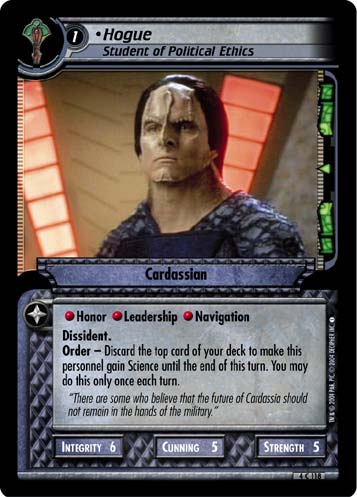 1
•Hogue
Student of Political Ethics
Cardassian
Honor Leadership Navigation
Dissident.
Order – Discard the top card of your deck to make this
personnel gain Science until the end of this turn. You may
do this only once each turn.
"There are some who believe that the future of Cardassia should
not remain in the hands of the military."
INTEGRITY 6 CUNNING 5 STRENGTH 5
4 C 118